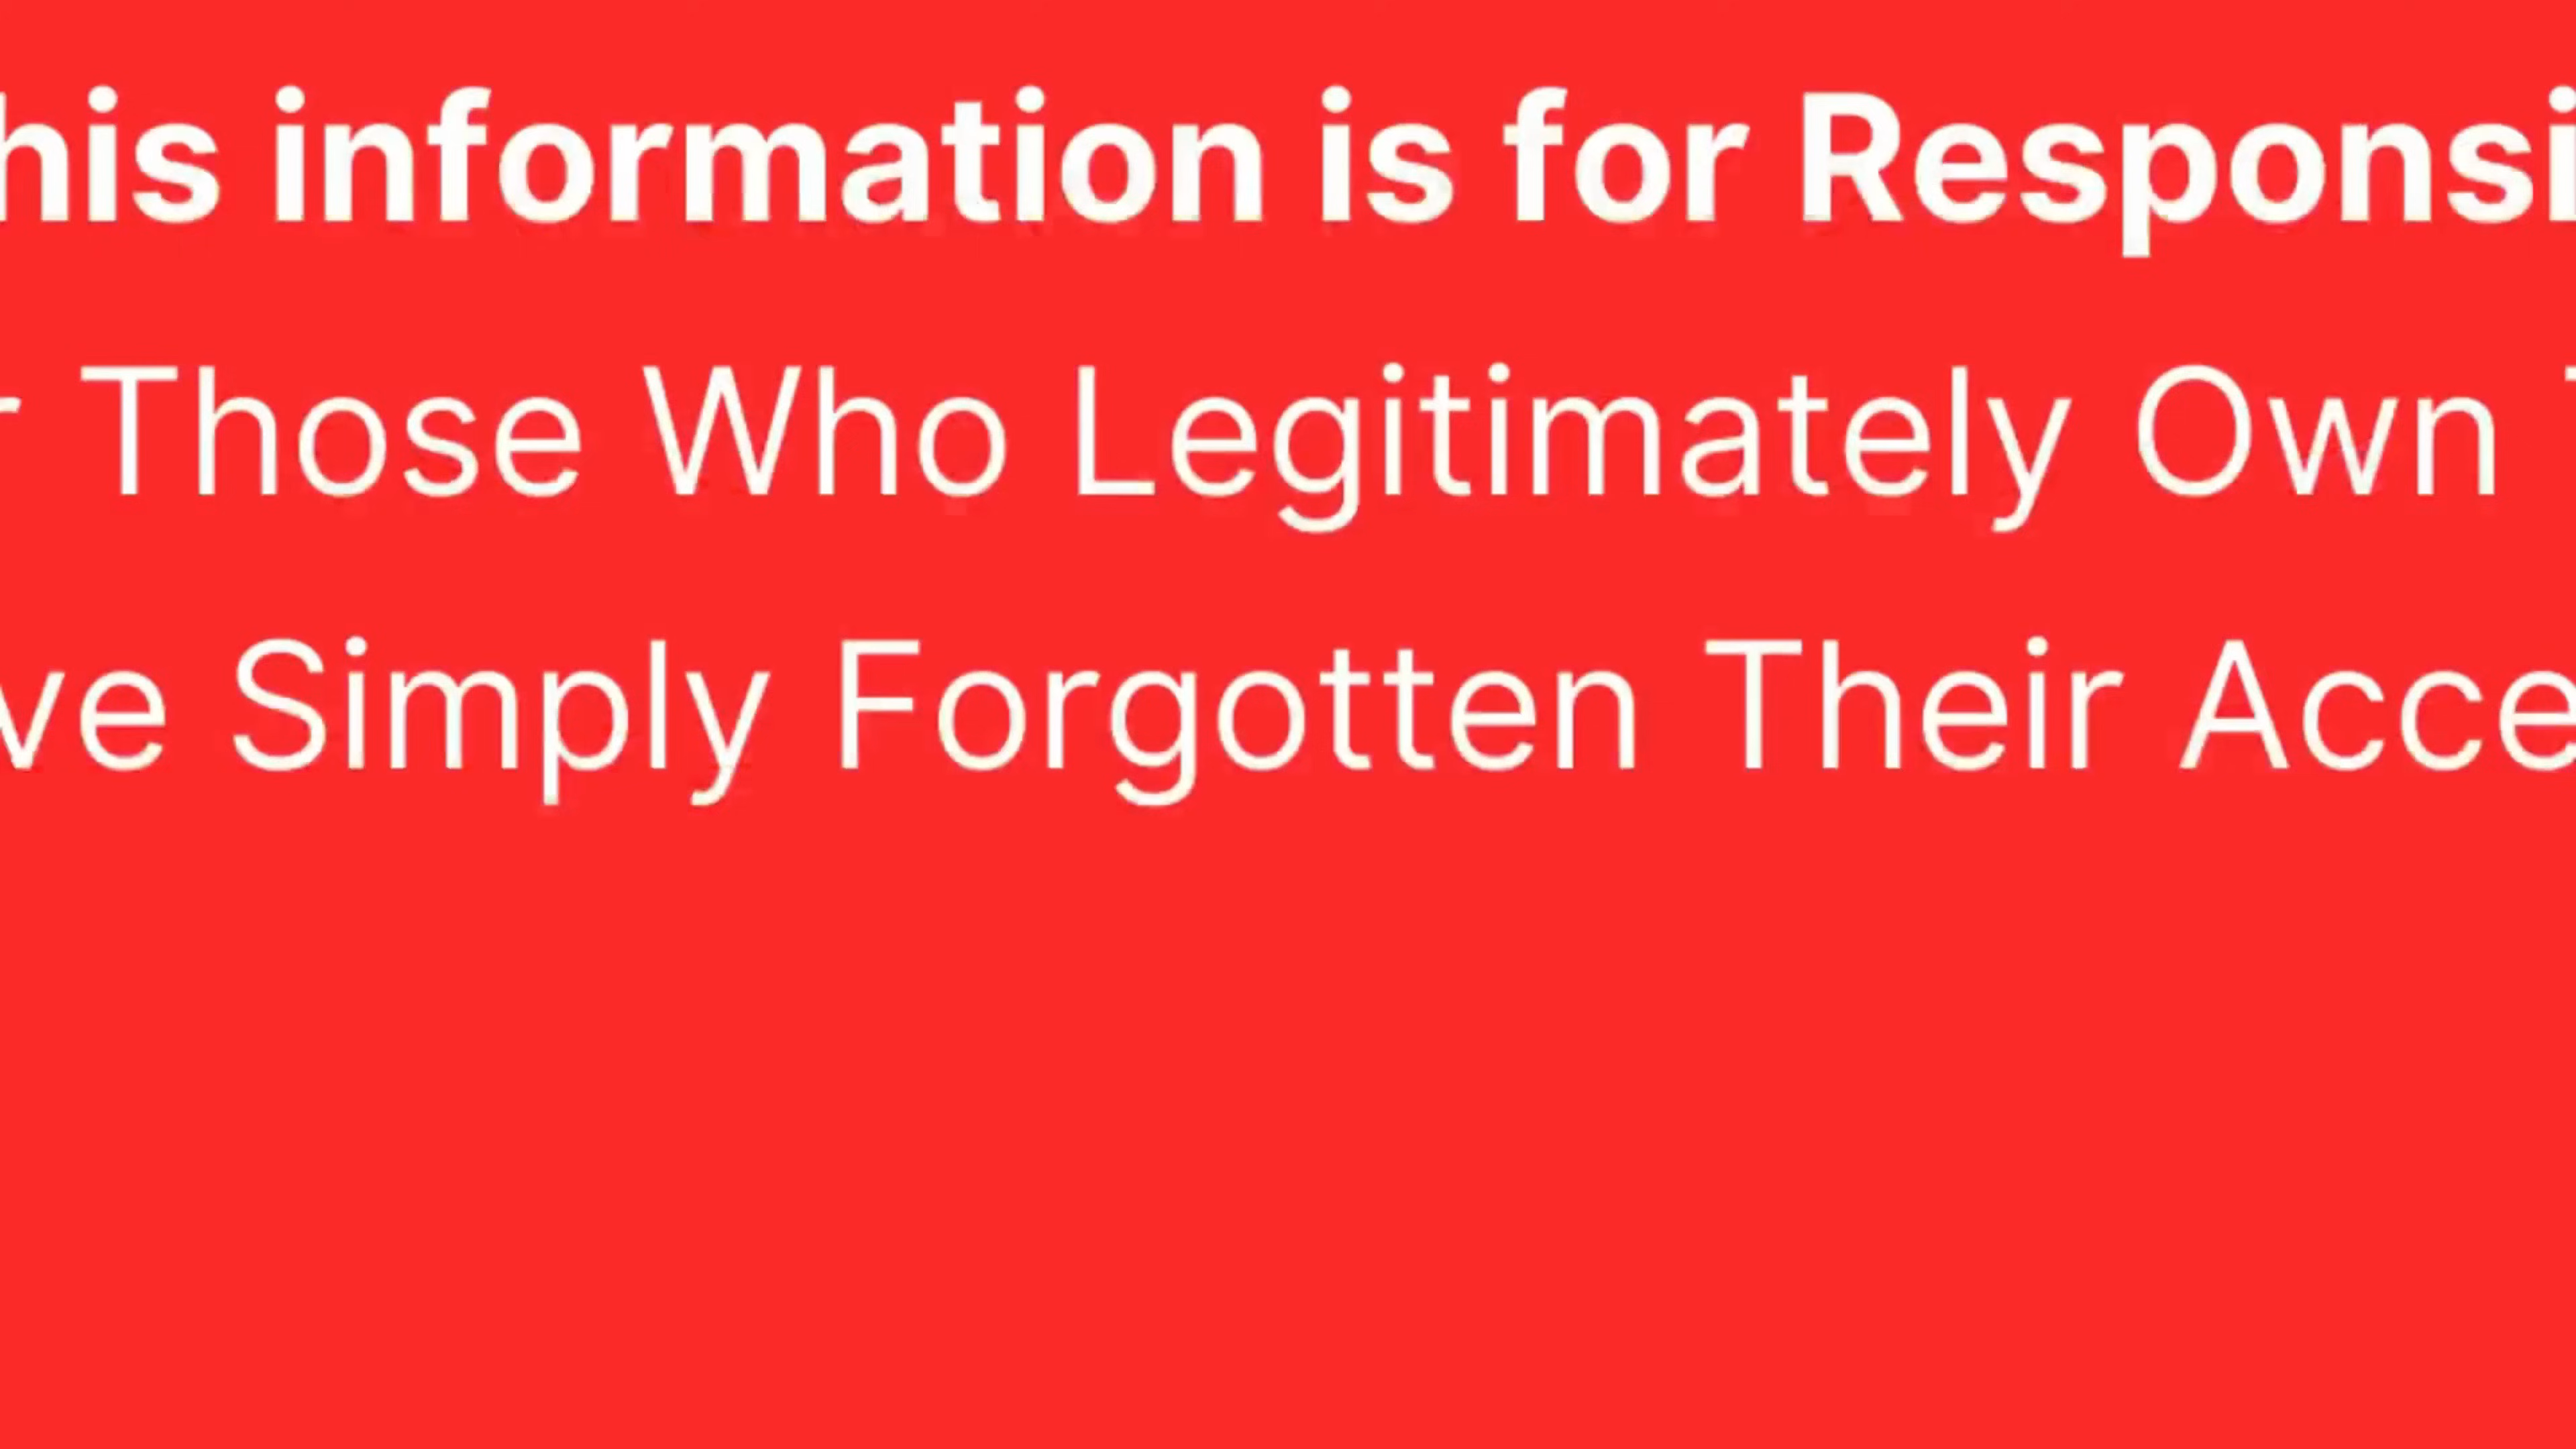 his information is for Responsi
r Those Who Legitimately Own T
ve Simply Forgotten Their Acce